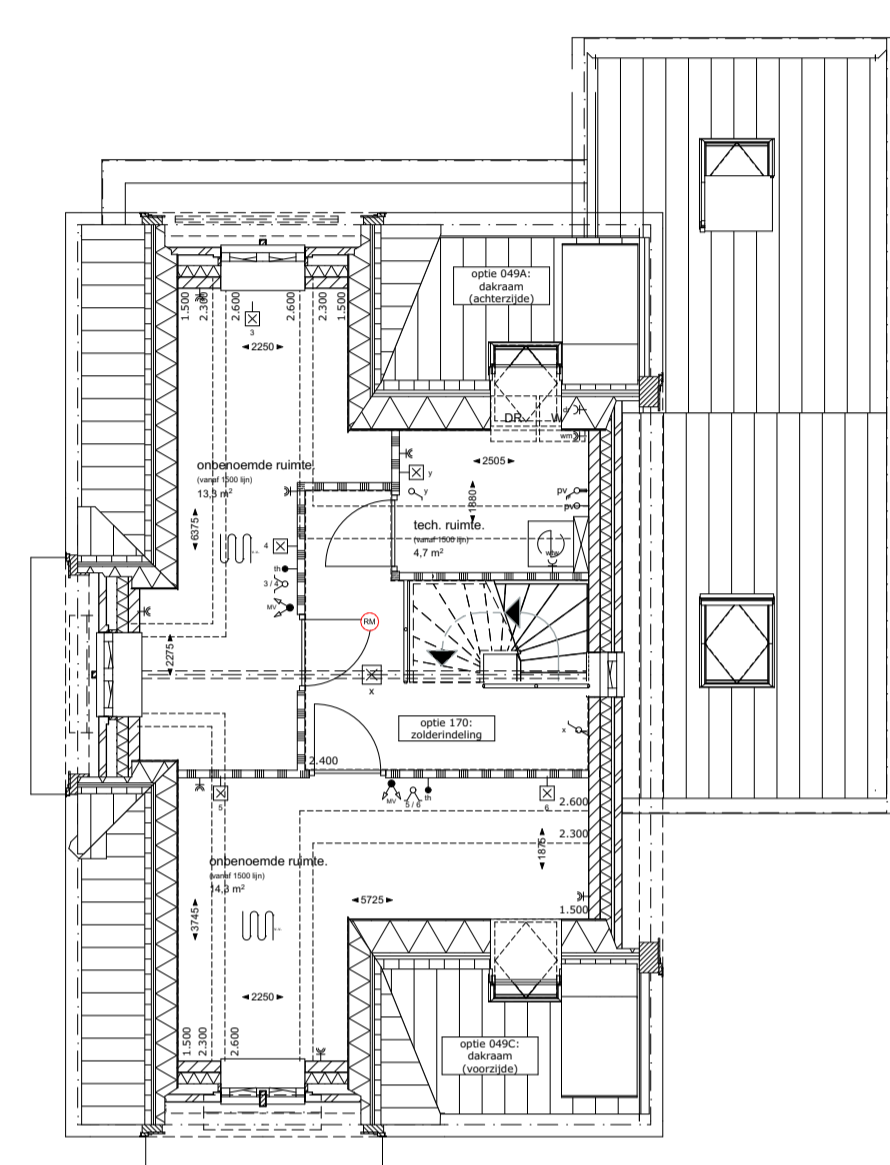 optie 049A:
dakraam
(achterzijde)
1.500
2.300
2.600
2.600
2.300
1.500
3
2250
DR
W
dr
wm
onbenoemde ruimte.
(vanaf 1500 lijn)
13,3 m²
y
y
2505
1880
pv
pv
tech. ruimte.
(vanaf 1500 lijn)
4,7 m²
wtw
6375
4
th
3 / 4
MV
RM
2275
x
x
optie 170:
zolderindeling
2.400
5
MV
5 / 6
th
6
2.600
2.300
1875
1.500
onbenoemde ruimte.
(vanaf 1500 lijn)
14,3 m²
3745
5725
2250
1.500
2.300
2.600
optie 049C:
dakraam
(voorzijde)